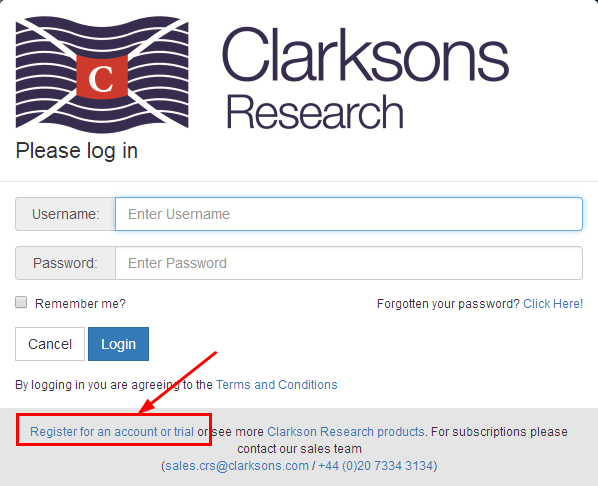 C
Clarksons
Research
Please log in
Username: Enter Username
Password: Enter Password
Remember me? Forgotten your password? Click Here!
Cancel Login
By logging in you are agreeing to the Terms and Conditions
Register for an account or trial or see more Clarkson Research products. For subscriptions please
contact our sales team
(sales.crs@clarksons.com / +44 (0)20 7334 3134)